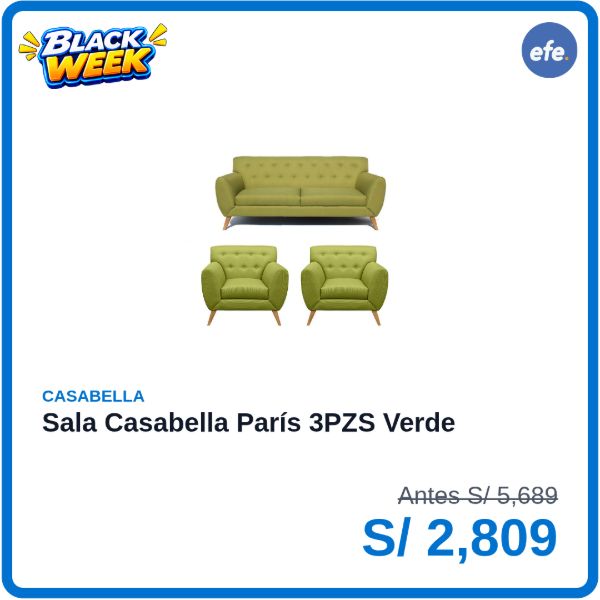 BLACK
WEEK
efe.
CASABELLA
Sala Casabella París 3PZS Verde
Antes S/ 5,689
S/ 2,809